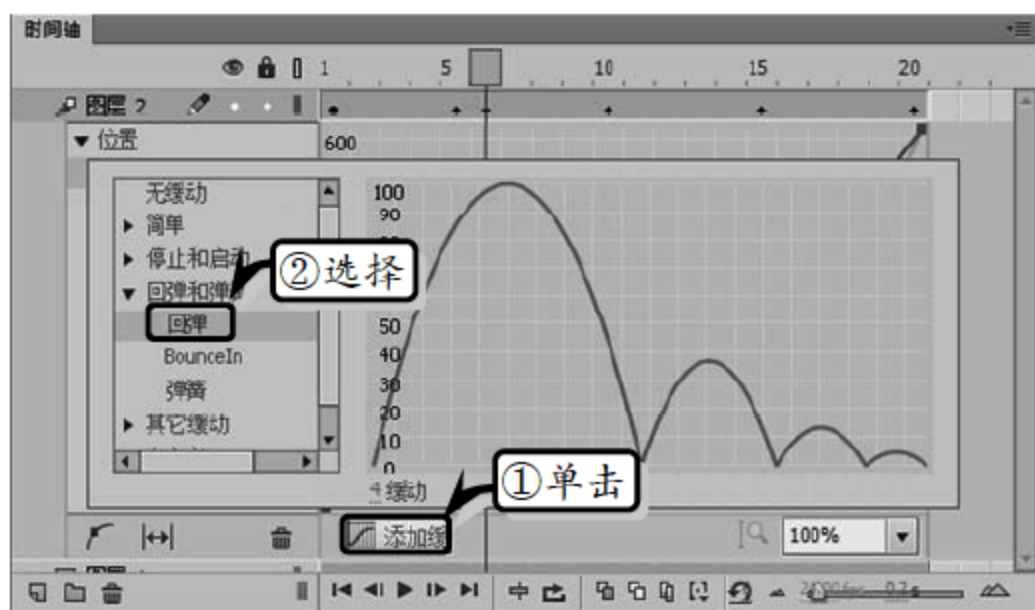 时间轴
1 5 10 15 20
图层 2
位置
600
无缓动
简单
停止和启动
回弹和弹
回弹
BounceIn
弹簧
其它缓动
100
90
50
40
30
20
10
0
4 缓动
②选择
①单击
添加缓
100%